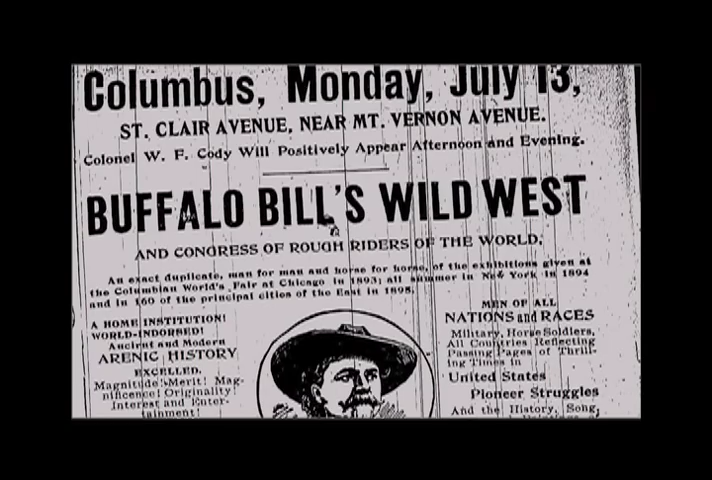 Columbus, Monday, July 13,
ST. CLAIR AVENUE, NEAR MT. VERNON AVENUE.
Colonel W. F. Cody Will Positively Appear Afternoon and Evening.
BUFFALO BILL'S WILD WEST
AND CONGRESS OF ROUGH RIDERS OF THE WORLD.
An exact duplicate, man for man and horse for horse, of the exhibitions given at
the Columbian World's Fair at Chicago in 1893; all summer in New York in 1894
and in 160 of the principal cities of the East in 1895.
A HOME INSTITUTION!
WORLD-INDORSED!
Ancient and Modern
ARENIC HISTORY
EXCELLED.
Magnitude! Merit! Mag-
nificence! Originality!
Interest and Enter-
tainment!
MEN OF ALL
NATIONS and RACES
Military, Horse Soldiers,
All Countries Reflecting
Passing Pages of Thrill-
ing Times in
United States
Pioneer Struggles
And the History, Song,